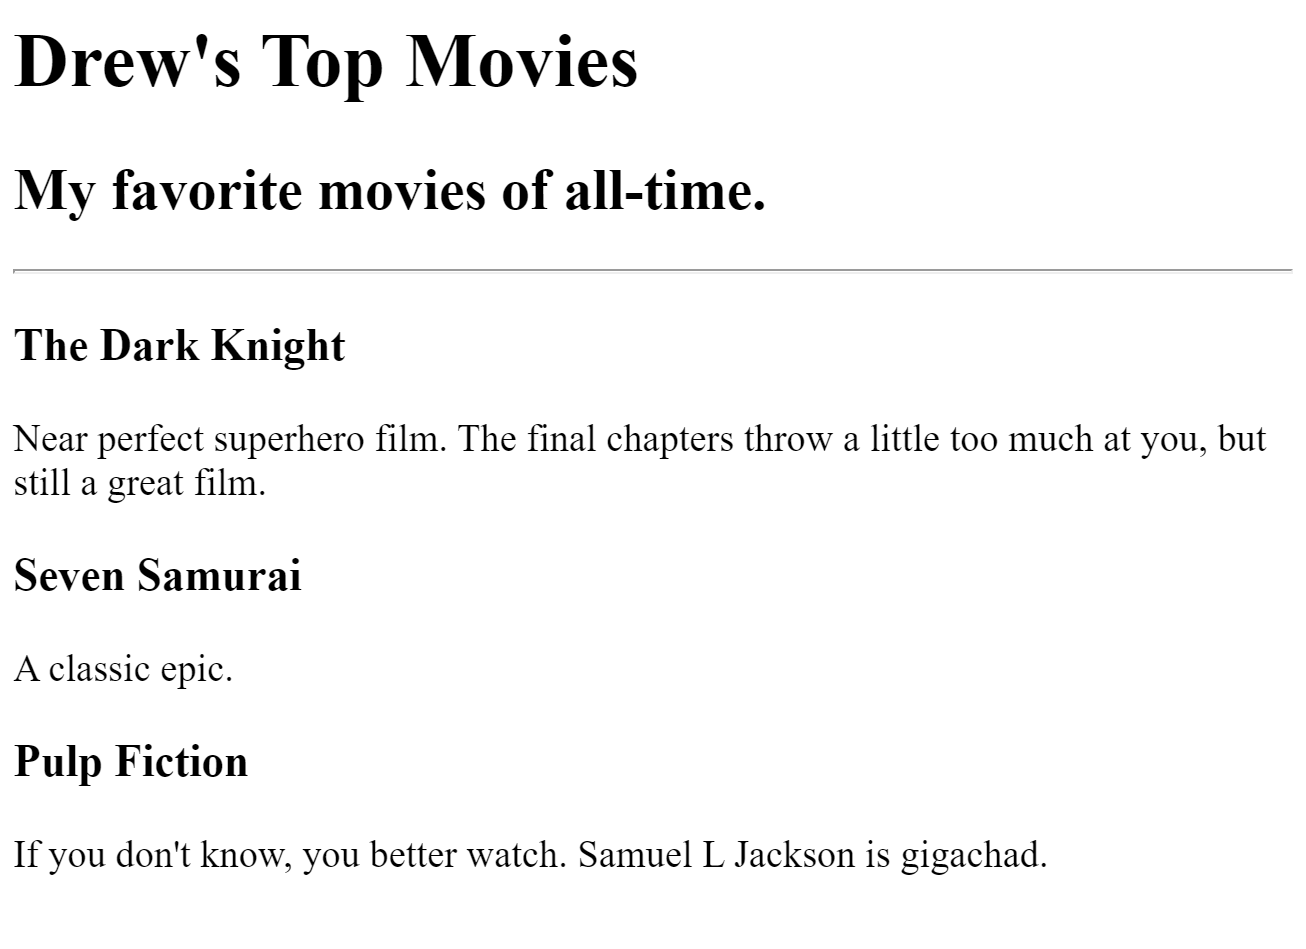 Drew's Top Movies
My favorite movies of all-time.
The Dark Knight
Near perfect superhero film. The final chapters throw a little too much at you, but
still a great film.
Seven Samurai
A classic epic.
Pulp Fiction
If you don't know, you better watch. Samuel L Jackson is gigachad.